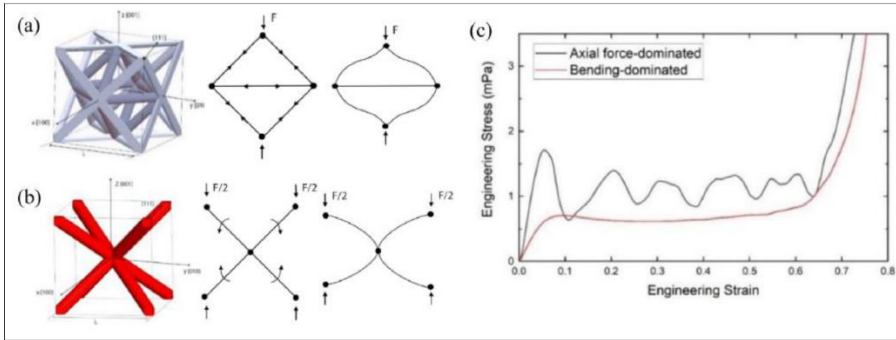 (a)
z [001]
(111)
x [100]
L
F
F
(b)
Z [001]
(111)
y [010]
x [100]
L
F/2
F/2
F/2
F/2
(c)
Axial force-dominated
Bending-dominated
Engineering Stress (mPa)
3
2
1
0
0.0 0.1 0.2 0.3 0.4 0.5 0.6 0.7 0.8
Engineering Strain